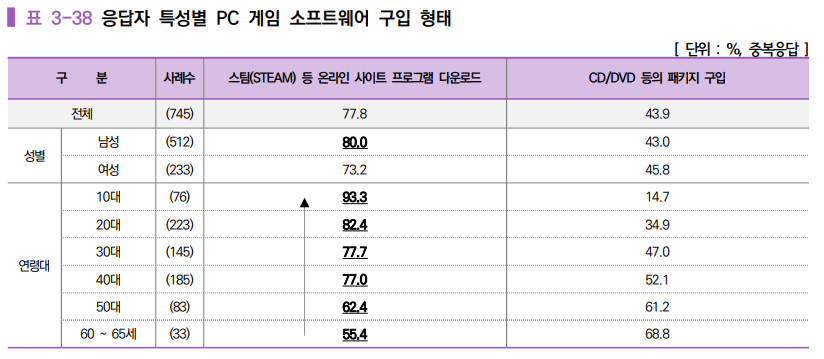 표 3-38 응답자 특성별 PC 게임 소프트웨어 구입 형태
[ 단위 : %, 중복응답 ]
구 분 사례수 스팀(STEAM) 등 온라인 사이트 프로그램 다운로드 CD/DVD 등의 패키지 구입
전체 (745) 77.8 43.9
성별 남성 (512) 80.0 43.0
여성 (233) 73.2 45.8
연령대 10대 (76) 93.3 14.7
20대 (223) 82.4 34.9
30대 (145) 77.7 47.0
40대 (185) 77.0 52.1
50대 (83) 62.4 61.2
60 ~ 65세 (33) 55.4 68.8